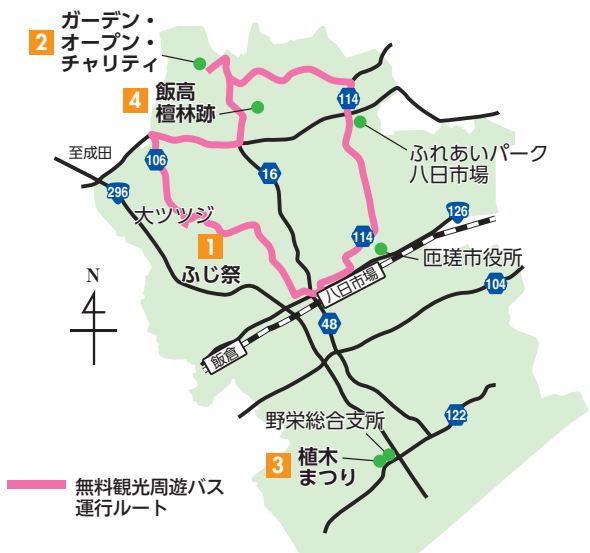 2 ガーデン・
オープン・
チャリティ
4 飯高
檀林跡
114
至成田
106
16
ふれあいパーク
八日市場
296
大ツツジ
126
1
ふじ祭
114
匝瑳市役所
N
八日市場
104
48
飯倉
122
野栄総合支所
3 植木
まつり
無料観光周遊バス
運行ルート